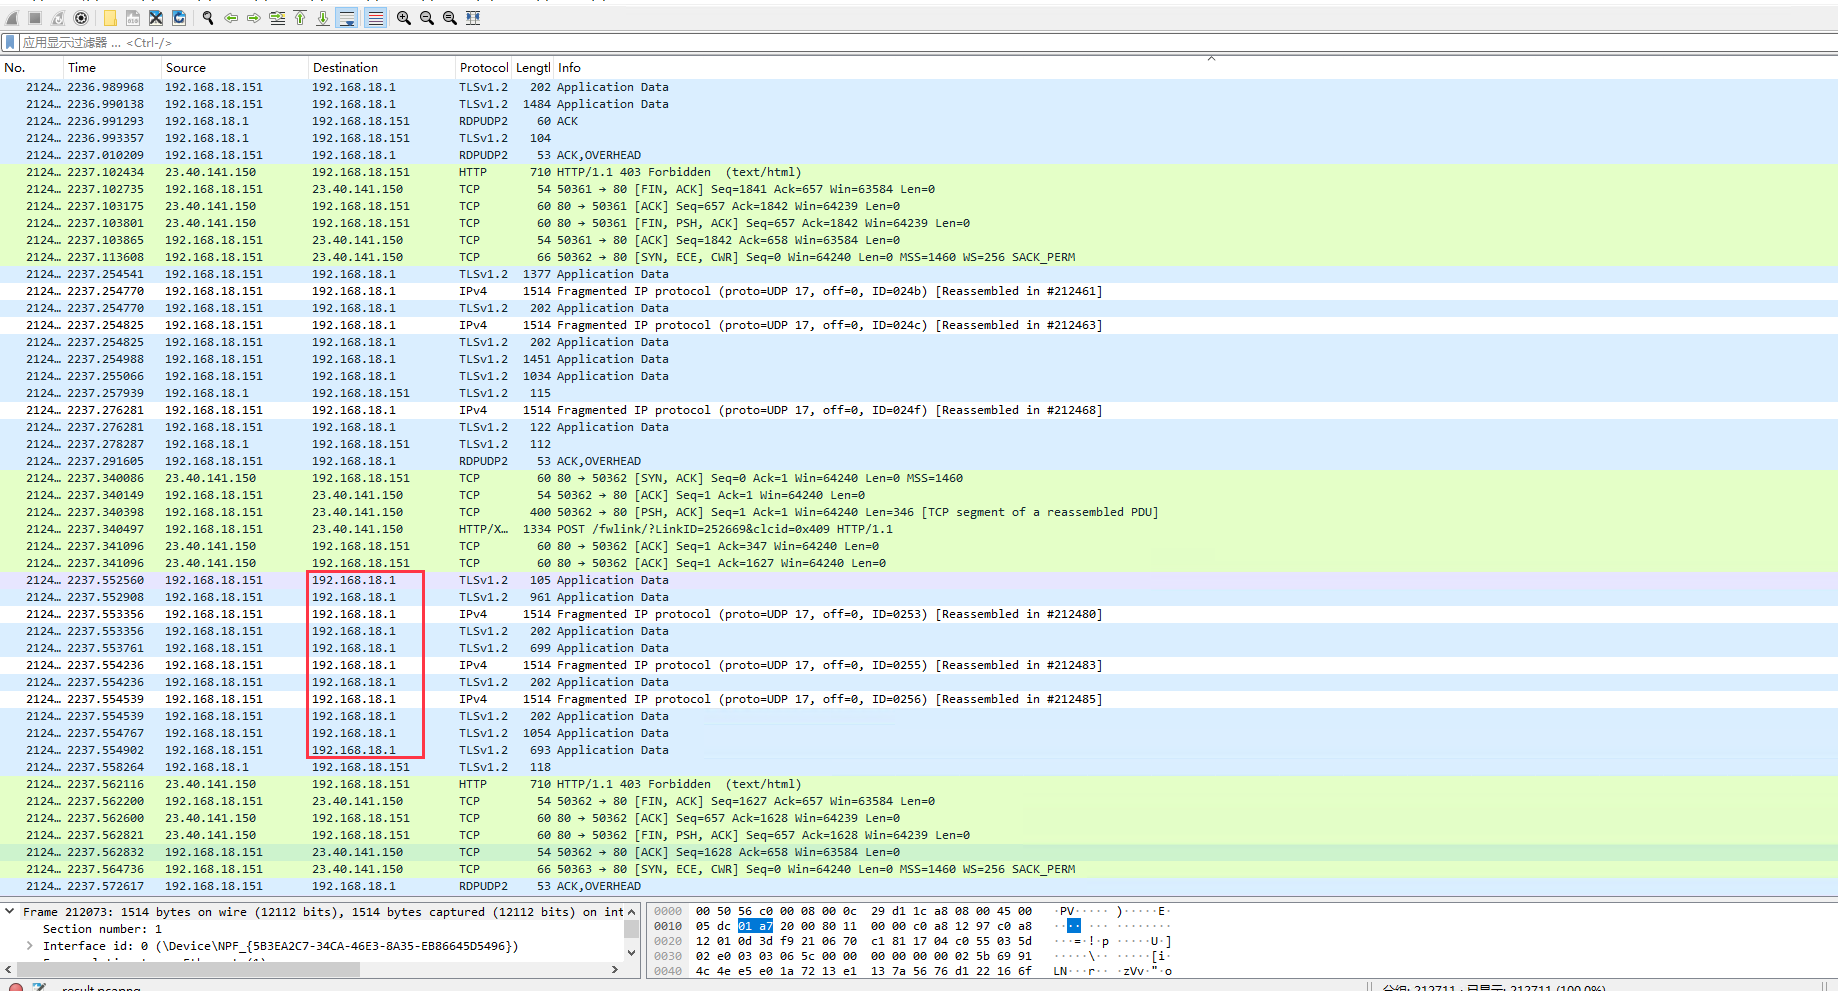 应用显示过滤器 … <Ctrl-/>
No. Time Source Destination Protocol Lengtl Info
2124… 2236.989968 192.168.18.151 192.168.18.1 TLSv1.2 202 Application Data
2124… 2236.990138 192.168.18.151 192.168.18.1 TLSv1.2 1484 Application Data
2124… 2236.991293 192.168.18.1 192.168.18.151 RDPUDP2 60 ACK
2124… 2236.993357 192.168.18.1 192.168.18.151 TLSv1.2 104
2124… 2237.010209 192.168.18.151 192.168.18.1 RDPUDP2 53 ACK,OVERHEAD
2124… 2237.102434 23.40.141.150 192.168.18.151 HTTP 710 HTTP/1.1 403 Forbidden (text/html)
2124… 2237.102735 192.168.18.151 23.40.141.150 TCP 54 50361 → 80 [FIN, ACK] Seq=1841 Ack=657 Win=63584 Len=0
2124… 2237.103175 23.40.141.150 192.168.18.151 TCP 60 80 → 50361 [ACK] Seq=657 Ack=1842 Win=64239 Len=0
2124… 2237.103801 23.40.141.150 192.168.18.151 TCP 60 80 → 50361 [FIN, PSH, ACK] Seq=657 Ack=1842 Win=64239 Len=0
2124… 2237.103865 192.168.18.151 23.40.141.150 TCP 54 50361 → 80 [ACK] Seq=1842 Ack=658 Win=63584 Len=0
2124… 2237.113608 192.168.18.151 23.40.141.150 TCP 66 50362 → 80 [SYN, ECE, CWR] Seq=0 Win=64240 Len=0 MSS=1460 WS=256 SACK_PERM
2124… 2237.254541 192.168.18.151 192.168.18.1 TLSv1.2 1377 Application Data
2124… 2237.254770 192.168.18.151 192.168.18.1 IPv4 1514 Fragmented IP protocol (proto=UDP 17, off=0, ID=024b) [Reassembled in #212461]
2124… 2237.254770 192.168.18.151 192.168.18.1 TLSv1.2 202 Application Data
2124… 2237.254825 192.168.18.151 192.168.18.1 IPv4 1514 Fragmented IP protocol (proto=UDP 17, off=0, ID=024c) [Reassembled in #212463]
2124… 2237.254825 192.168.18.151 192.168.18.1 TLSv1.2 202 Application Data
2124… 2237.254988 192.168.18.151 192.168.18.1 TLSv1.2 1451 Application Data
2124… 2237.255066 192.168.18.151 192.168.18.1 TLSv1.2 1034 Application Data
2124… 2237.257939 192.168.18.1 192.168.18.151 TLSv1.2 115
2124… 2237.276281 192.168.18.151 192.168.18.1 IPv4 1514 Fragmented IP protocol (proto=UDP 17, off=0, ID=024f) [Reassembled in #212468]
2124… 2237.276281 192.168.18.151 192.168.18.1 TLSv1.2 122 Application Data
2124… 2237.278287 192.168.18.1 192.168.18.151 TLSv1.2 112
2124… 2237.291605 192.168.18.151 192.168.18.1 RDPUDP2 53 ACK,OVERHEAD
2124… 2237.340086 23.40.141.150 192.168.18.151 TCP 60 80 → 50362 [SYN, ACK] Seq=0 Ack=1 Win=64240 Len=0 MSS=1460
2124… 2237.340149 192.168.18.151 23.40.141.150 TCP 54 50362 → 80 [ACK] Seq=1 Ack=1 Win=64240 Len=0
2124… 2237.340398 192.168.18.151 23.40.141.150 TCP 400 50362 → 80 [PSH, ACK] Seq=1 Ack=1 Win=64240 Len=346 [TCP segment of a reassembled PDU]
2124… 2237.340497 192.168.18.151 23.40.141.150 HTTP/X… 1334 POST /fwlink/?LinkID=252669&clcid=0x409 HTTP/1.1
2124… 2237.341096 23.40.141.150 192.168.18.151 TCP 60 80 → 50362 [ACK] Seq=1 Ack=347 Win=64240 Len=0
2124… 2237.341096 23.40.141.150 192.168.18.151 TCP 60 80 → 50362 [ACK] Seq=1 Ack=1627 Win=64240 Len=0
2124… 2237.552560 192.168.18.151 192.168.18.1 TLSv1.2 105 Application Data
2124… 2237.552908 192.168.18.151 192.168.18.1 TLSv1.2 961 Application Data
2124… 2237.553356 192.168.18.151 192.168.18.1 IPv4 1514 Fragmented IP protocol (proto=UDP 17, off=0, ID=0253) [Reassembled in #212480]
2124… 2237.553356 192.168.18.151 192.168.18.1 TLSv1.2 202 Application Data
2124… 2237.553761 192.168.18.151 192.168.18.1 TLSv1.2 699 Application Data
2124… 2237.554236 192.168.18.151 192.168.18.1 IPv4 1514 Fragmented IP protocol (proto=UDP 17, off=0, ID=0255) [Reassembled in #212483]
2124… 2237.554236 192.168.18.151 192.168.18.1 TLSv1.2 202 Application Data
2124… 2237.554539 192.168.18.151 192.168.18.1 IPv4 1514 Fragmented IP protocol (proto=UDP 17, off=0, ID=0256) [Reassembled in #212485]
2124… 2237.554539 192.168.18.151 192.168.18.1 TLSv1.2 202 Application Data
2124… 2237.554767 192.168.18.151 192.168.18.1 TLSv1.2 1054 Application Data
2124… 2237.554902 192.168.18.151 192.168.18.1 TLSv1.2 693 Application Data
2124… 2237.558264 192.168.18.1 192.168.18.151 TLSv1.2 118
2124… 2237.562116 23.40.141.150 192.168.18.151 HTTP 710 HTTP/1.1 403 Forbidden (text/html)
2124… 2237.562200 192.168.18.151 23.40.141.150 TCP 54 50362 → 80 [FIN, ACK] Seq=1627 Ack=657 Win=63584 Len=0
2124… 2237.562600 23.40.141.150 192.168.18.151 TCP 60 80 → 50362 [ACK] Seq=657 Ack=1628 Win=64239 Len=0
2124… 2237.562821 23.40.141.150 192.168.18.151 TCP 60 80 → 50362 [FIN, PSH, ACK] Seq=657 Ack=1628 Win=64239 Len=0
2124… 2237.562832 192.168.18.151 23.40.141.150 TCP 54 50362 → 80 [ACK] Seq=1628 Ack=658 Win=63584 Len=0
2124… 2237.564736 192.168.18.151 23.40.141.150 TCP 66 50363 → 80 [SYN, ECE, CWR] Seq=0 Win=64240 Len=0 MSS=1460 WS=256 SACK_PERM
2124… 2237.572617 192.168.18.151 192.168.18.1 RDPUDP2 53 ACK,OVERHEAD
Frame 212073: 1514 bytes on wire (12112 bits), 1514 bytes captured (12112 bits) on int
Section number: 1
Interface id: 0 (\Device\NPF_{5B3EA2C7-34CA-46E3-8A35-EB86645D5496})
0000 00 50 56 c0 00 08 00 0c 29 d1 1c a8 08 00 45 00 ·PV····· )·····E·
0010 05 dc 01 a7 20 00 80 11 00 00 c0 a8 12 97 c0 a8 ···· ··· ········
0020 12 01 0d 3d f9 21 06 70 c1 81 17 04 c0 55 03 5d ···=·!·p ·····U·]
0030 02 e0 03 03 06 5c 00 00 00 00 00 00 02 5b 69 91 ·····\·· ·····[i·
0040 4c 4e e5 e0 1a 72 13 e1 13 7a 56 76 d1 22 16 6f LN···r·· ·zVv·"·o
result.pcapng 分组: 212711 · 已显示: 212711 (100.0%)